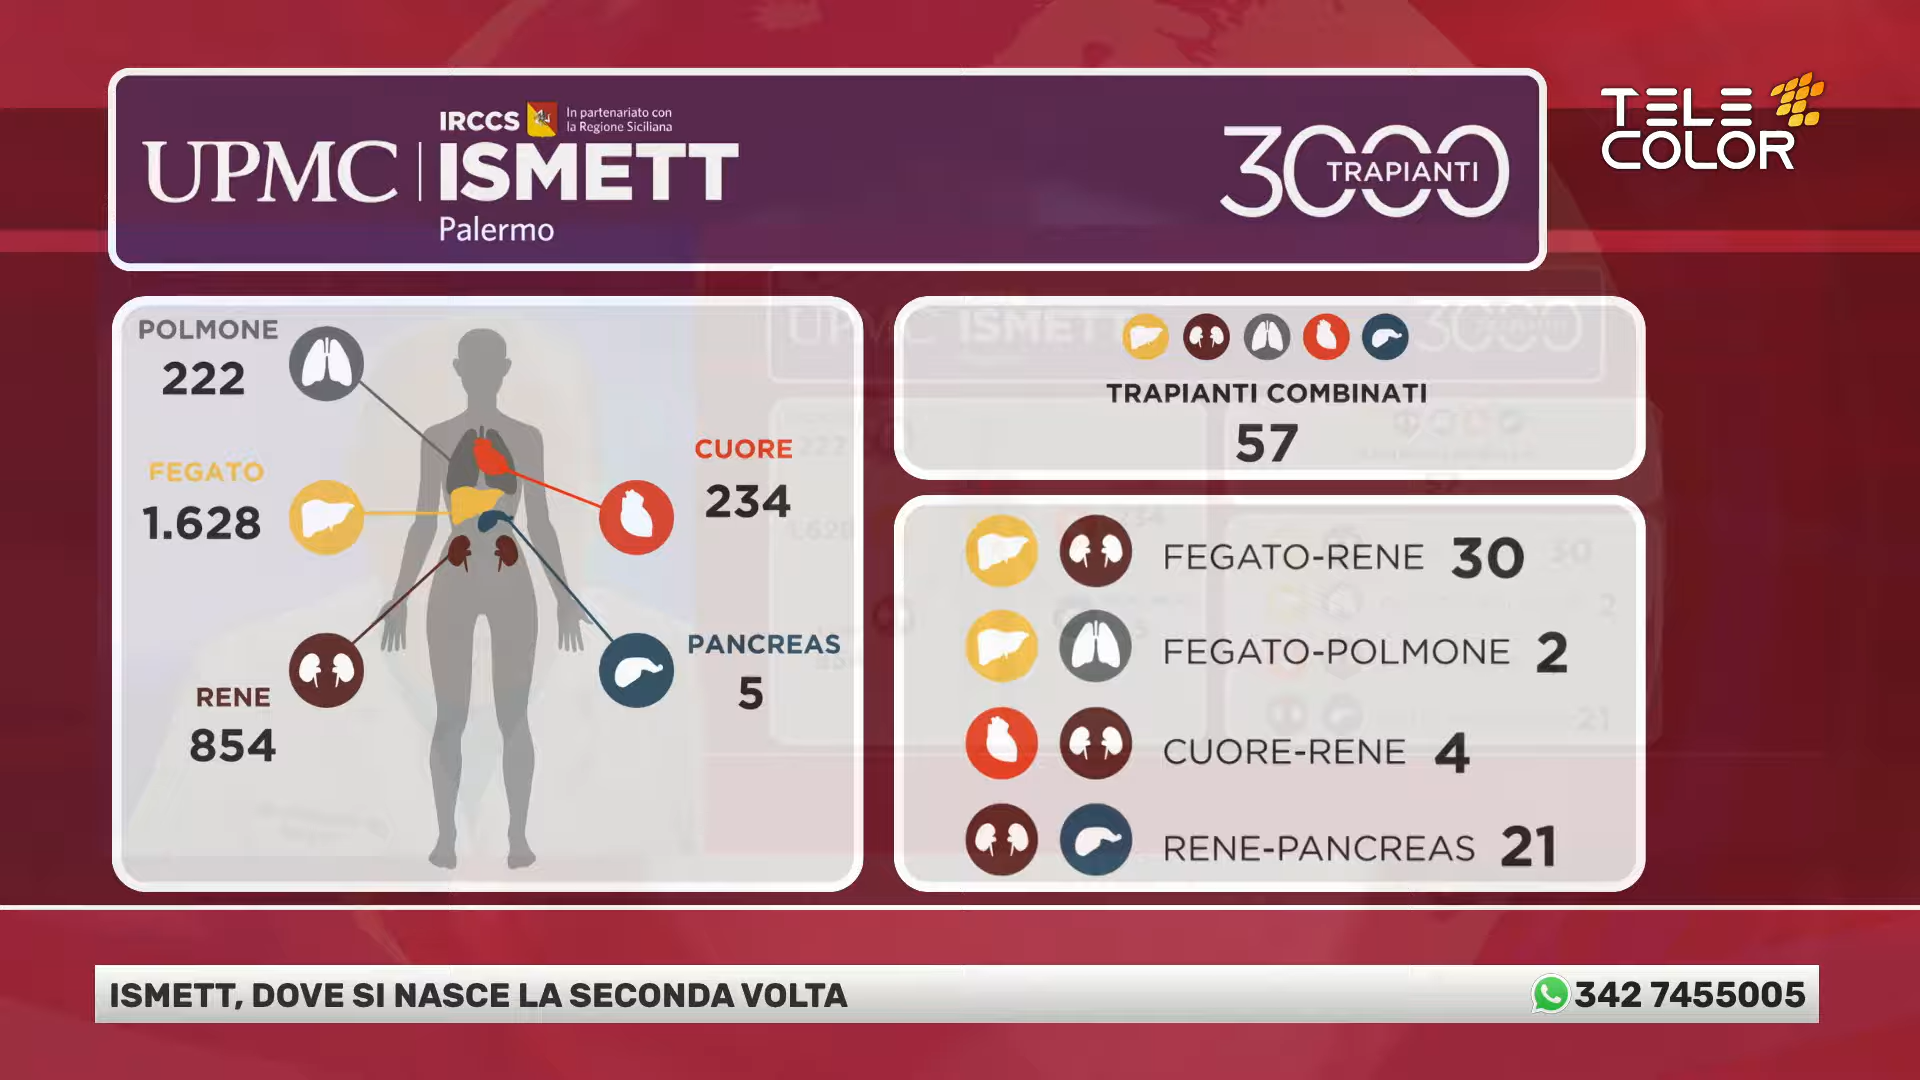 IRCCS
In partenariato con
la Regione Siciliana
UPMC ISMETT
Palermo
3000
TRAPIANTI
TELE
COLOR
POLMONE
222
FEGATO
1.628
CUORE
234
RENE
854
PANCREAS
5
TRAPIANTI COMBINATI
57
FEGATO-RENE 30
FEGATO-POLMONE 2
CUORE-RENE 4
RENE-PANCREAS 21
ISMETT, DOVE SI NASCE LA SECONDA VOLTA
342 7455005